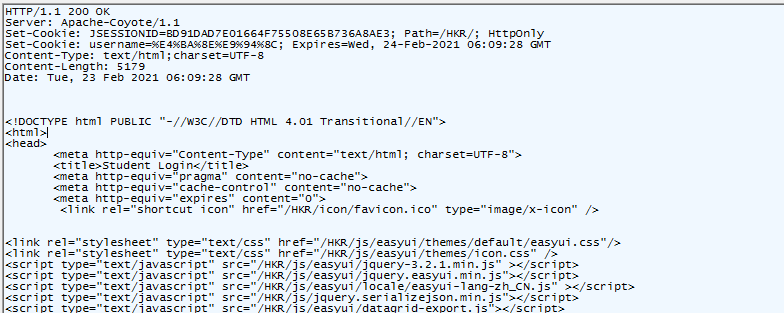 HTTP/1.1 200 OK
Server: Apache-Coyote/1.1
Set-Cookie: JSESSIONID=BD91DAD7E01664F75508E65B736A8AE3; Path=/HKR/; HttpOnly
Set-Cookie: username=%E4%BA%8E%E9%94%8C; Expires=Wed, 24-Feb-2021 06:09:28 GMT
Content-Type: text/html;charset=UTF-8
Content-Length: 5179
Date: Tue, 23 Feb 2021 06:09:28 GMT
<!DOCTYPE html PUBLIC "-//W3C//DTD HTML 4.01 Transitional//EN">
<html>
<head>
<meta http-equiv="Content-Type" content="text/html; charset=UTF-8">
<title>Student Login</title>
<meta http-equiv="pragma" content="no-cache">
<meta http-equiv="cache-control" content="no-cache">
<meta http-equiv="expires" content="0">
<link rel="shortcut icon" href="/HKR/icon/favicon.ico" type="image/x-icon" />
<link rel="stylesheet" type="text/css" href="/HKR/js/easyui/themes/default/easyui.css"/>
<link rel="stylesheet" type="text/css" href="/HKR/js/easyui/themes/icon.css" />
<script type="text/javascript" src="/HKR/js/easyui/jquery-3.2.1.min.js" ></script>
<script type="text/javascript" src="/HKR/js/easyui/jquery.easyui.min.js"></script>
<script type="text/javascript" src="/HKR/js/easyui/locale/easyui-lang-zh_CN.js" ></script>
<script type="text/javascript" src="/HKR/js/jquery.serializejson.min.js"></script>
<script type="text/javascript" src="/HKR/js/easyui/datagrid-export.js"></script>